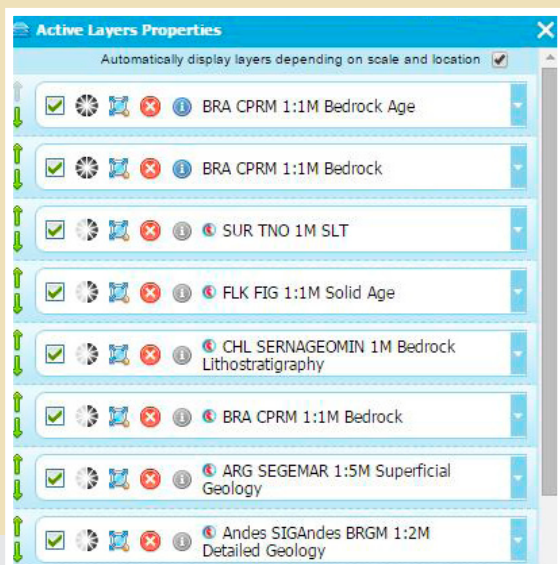 Active Layers Properties
Automatically display layers depending on scale and location
BRA CPRM 1:1M Bedrock Age
BRA CPRM 1:1M Bedrock
SUR TNO 1M SLT
FLK FIG 1:1M Solid Age
CHL SERNAGEOMIN 1M Bedrock
Lithostratigraphy
BRA CPRM 1:1M Bedrock
ARG SEGEMAR 1:5M Superficial
Geology
Andes SIGAndes BRGM 1:2M
Detailed Geology